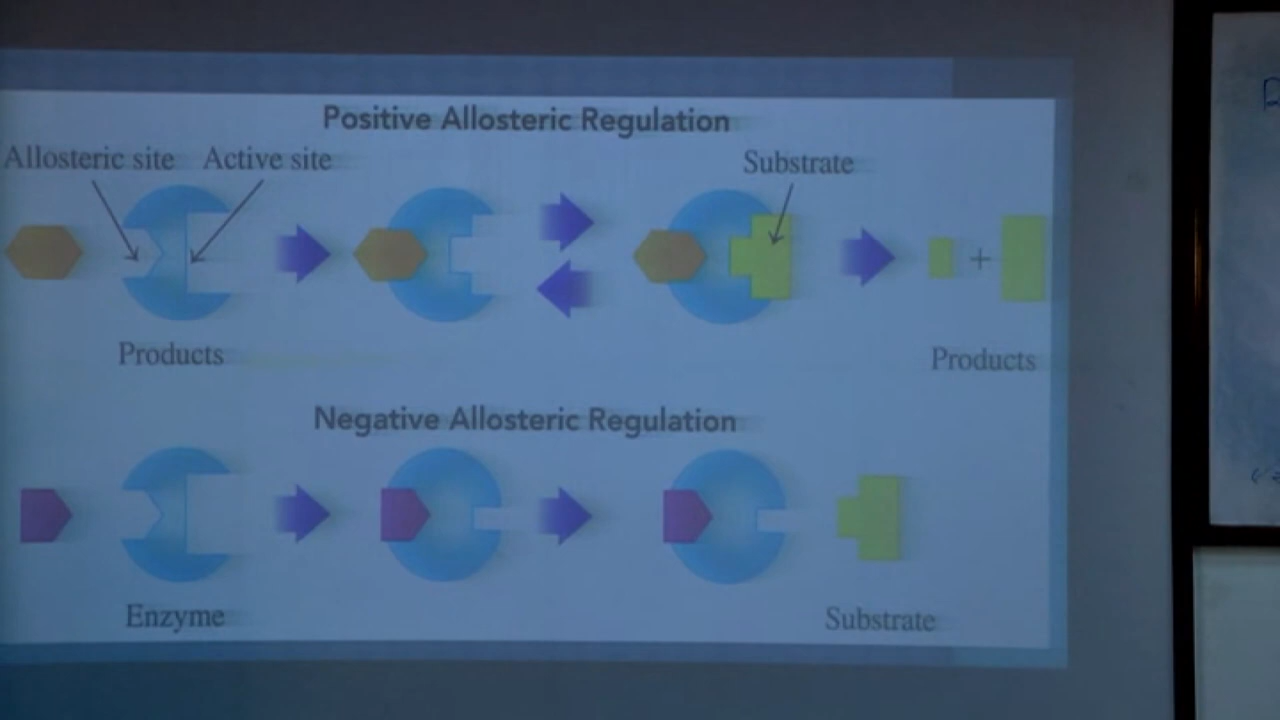 Positive Allosteric Regulation
Allosteric site
Active site
Substrate
+
Products
Products
Negative Allosteric Regulation
Enzyme
Substrate